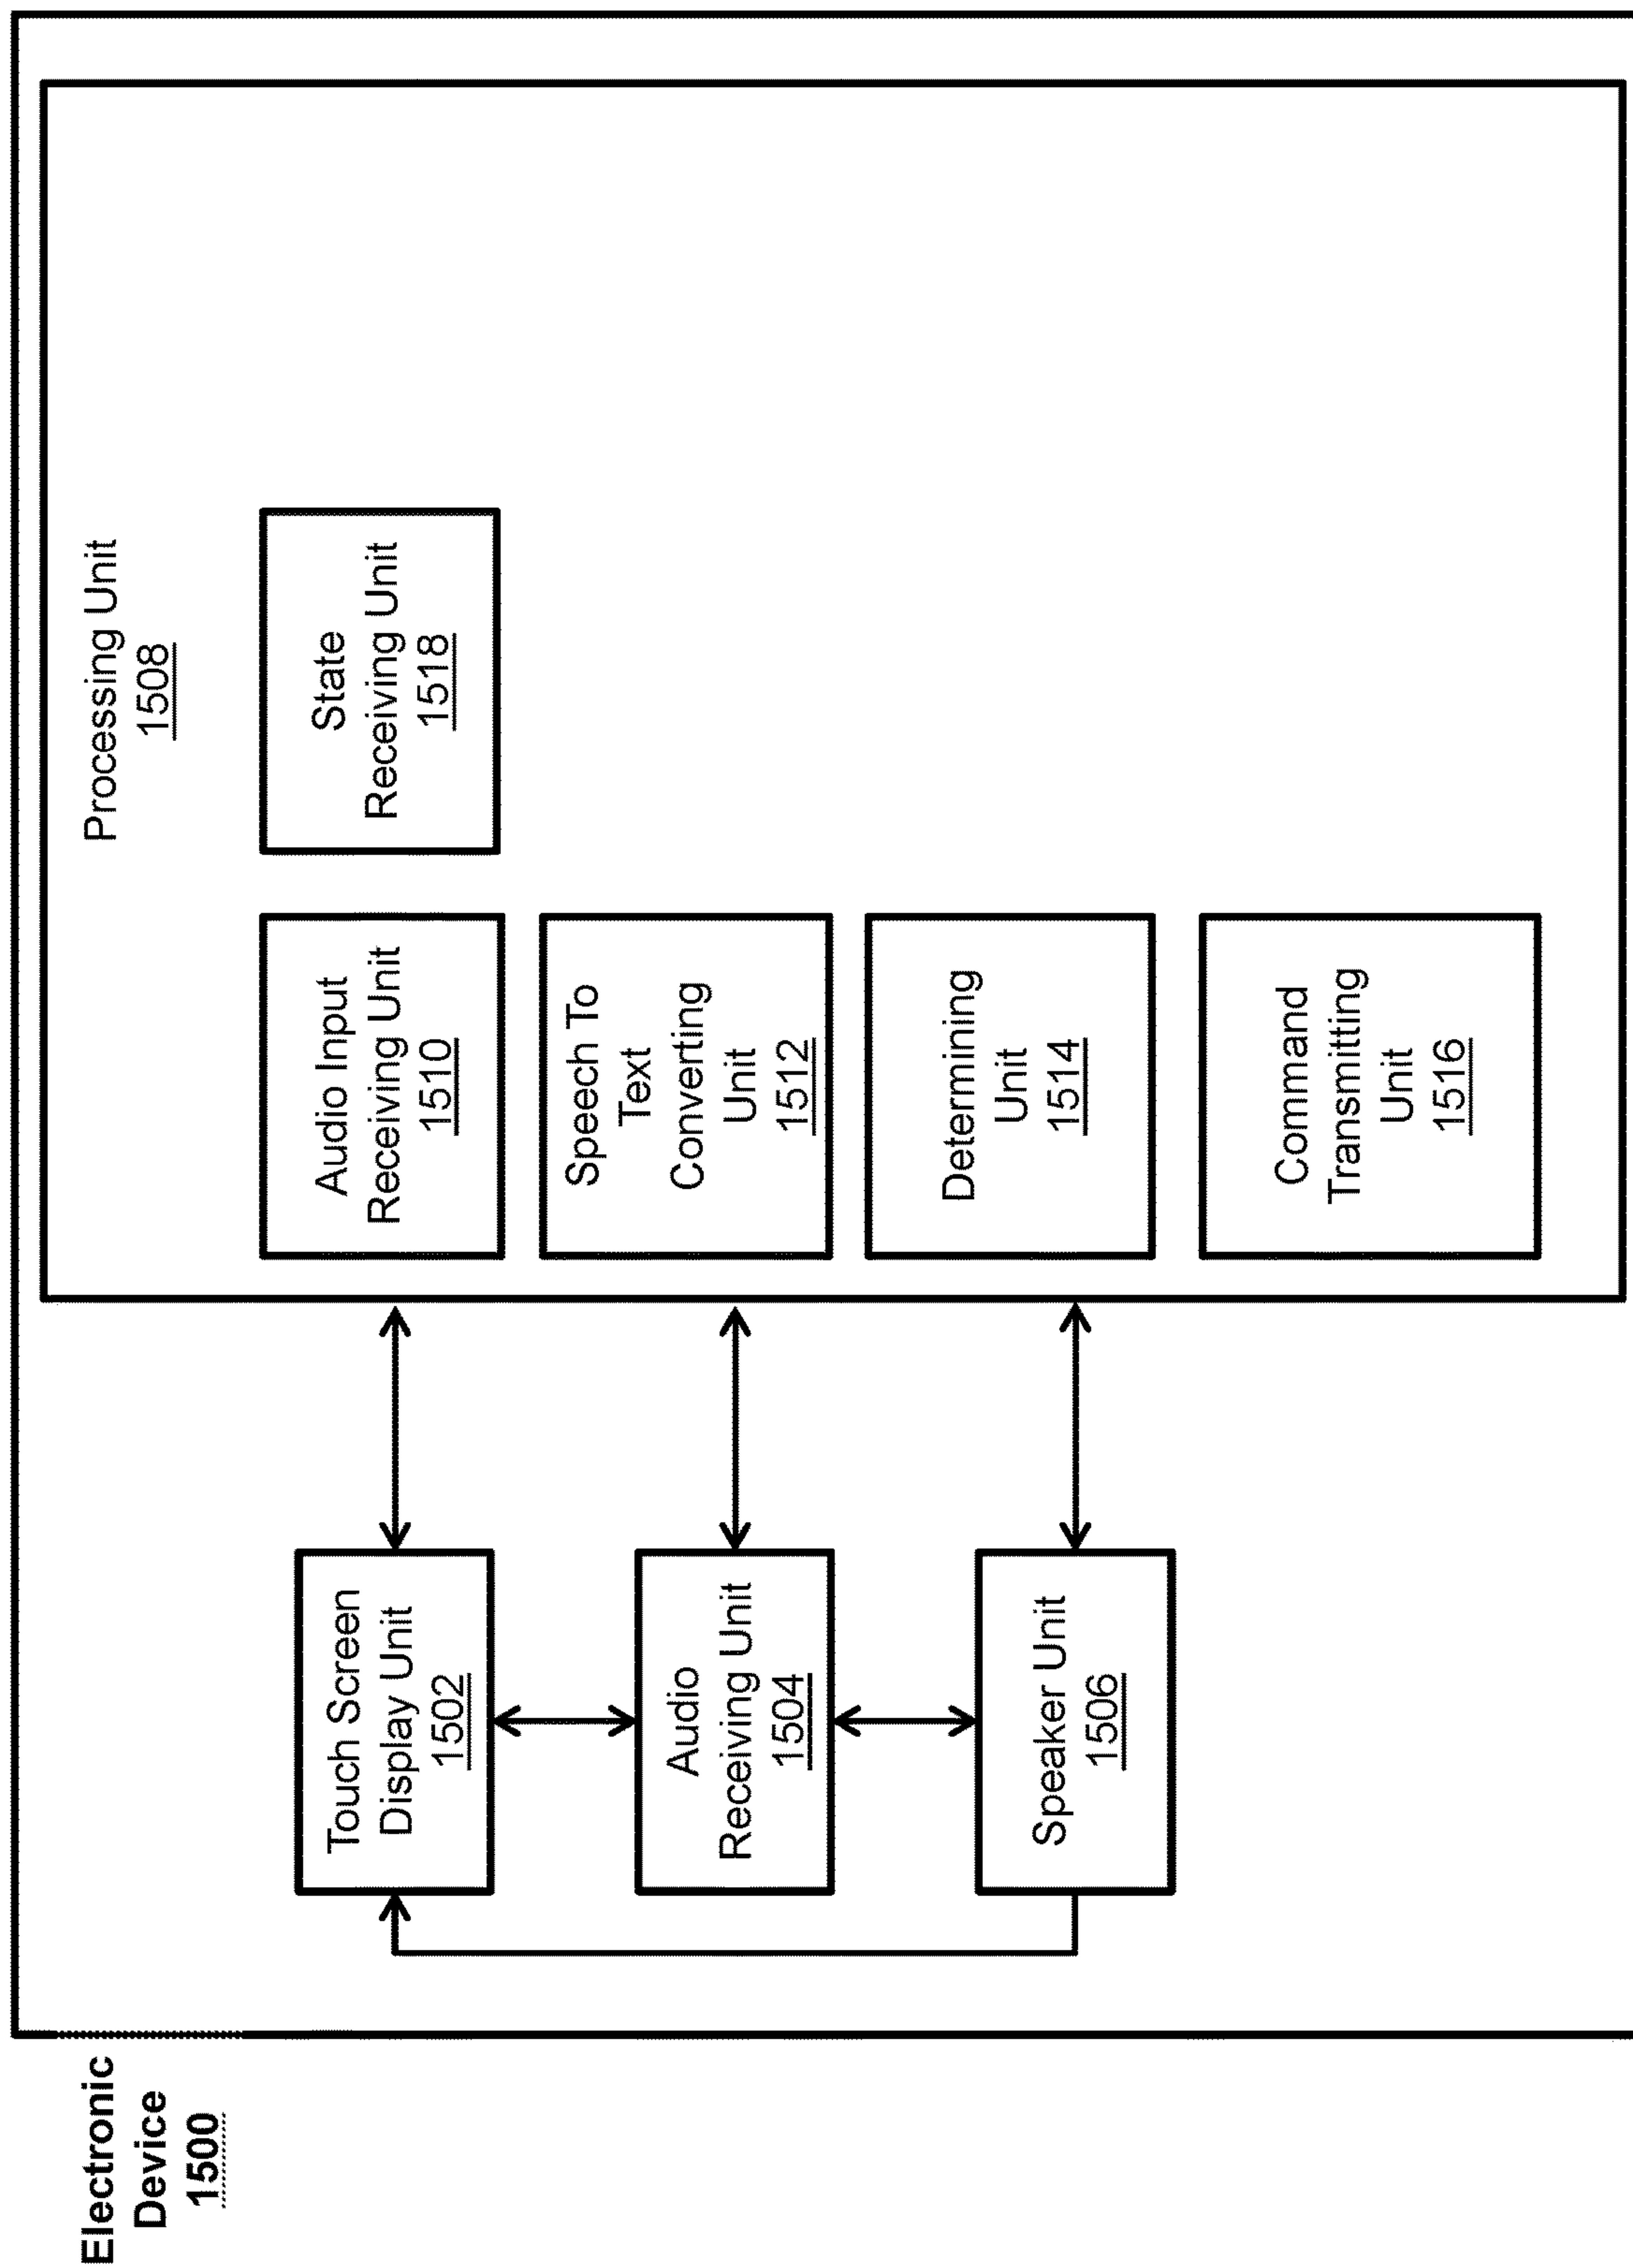 Electronic
Device
1500
Touch Screen
Display Unit
1502
Audio
Receiving Unit
1504
Speaker Unit
1506
Processing Unit
1508
Audio Input
Receiving Unit
1510
State
Receiving Unit
1518
Speech To
Text
Converting
Unit
1512
Determining
Unit
1514
Command
Transmitting
Unit
1516